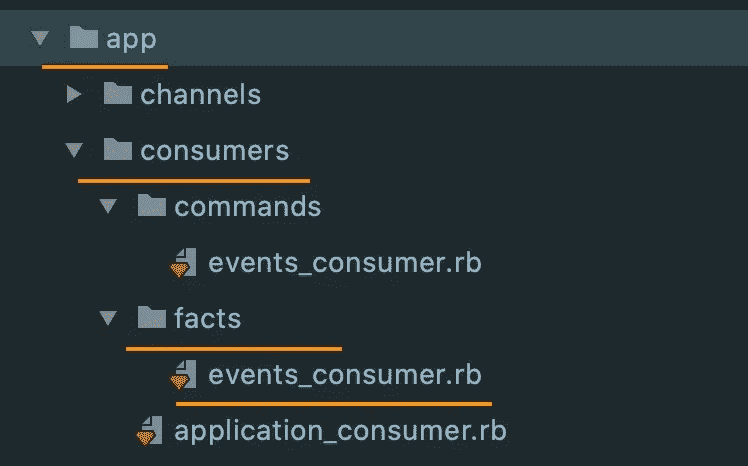 app
channels
consumers
commands
events_consumer.rb
facts
events_consumer.rb
application_consumer.rb